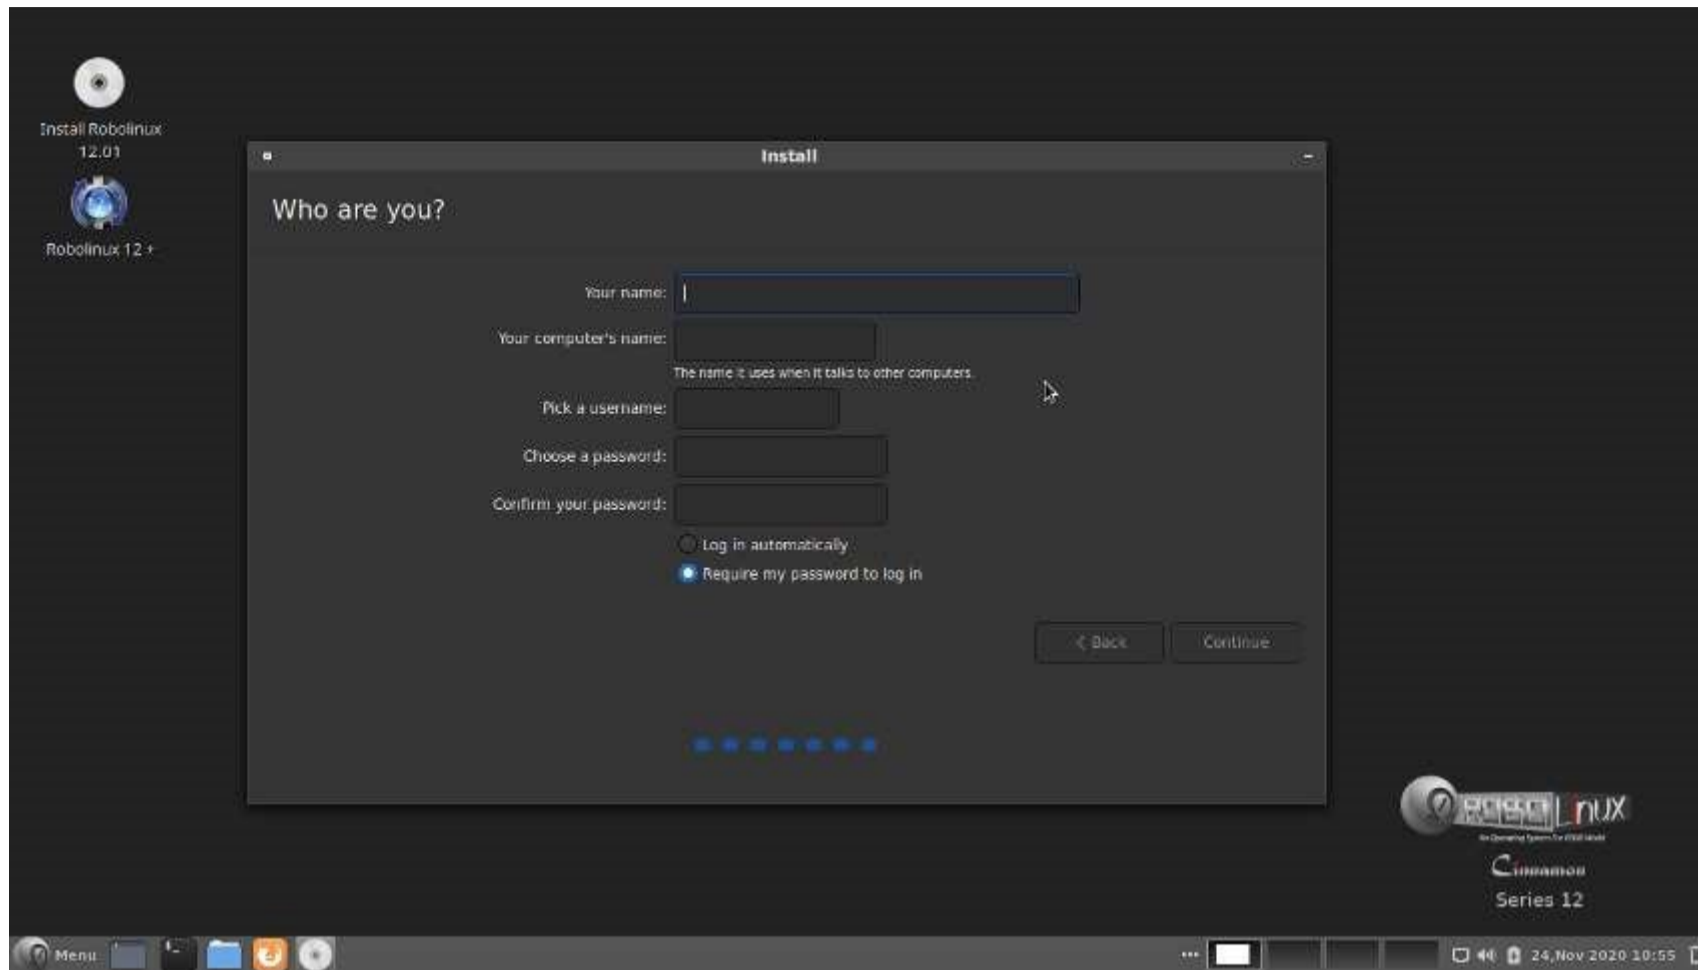 Install Robolinux
12.01
Robolinux 12 +
Install
Who are you?
Your name:
Your computer's name:
The name it uses when it talks to other computers.
Pick a username:
Choose a password:
Confirm your password:
Log in automatically
Require my password to log in
< Back
Continue
ROBOLinux
Cinnamon
Series 12
Menu
24,Nov 2020 10:55